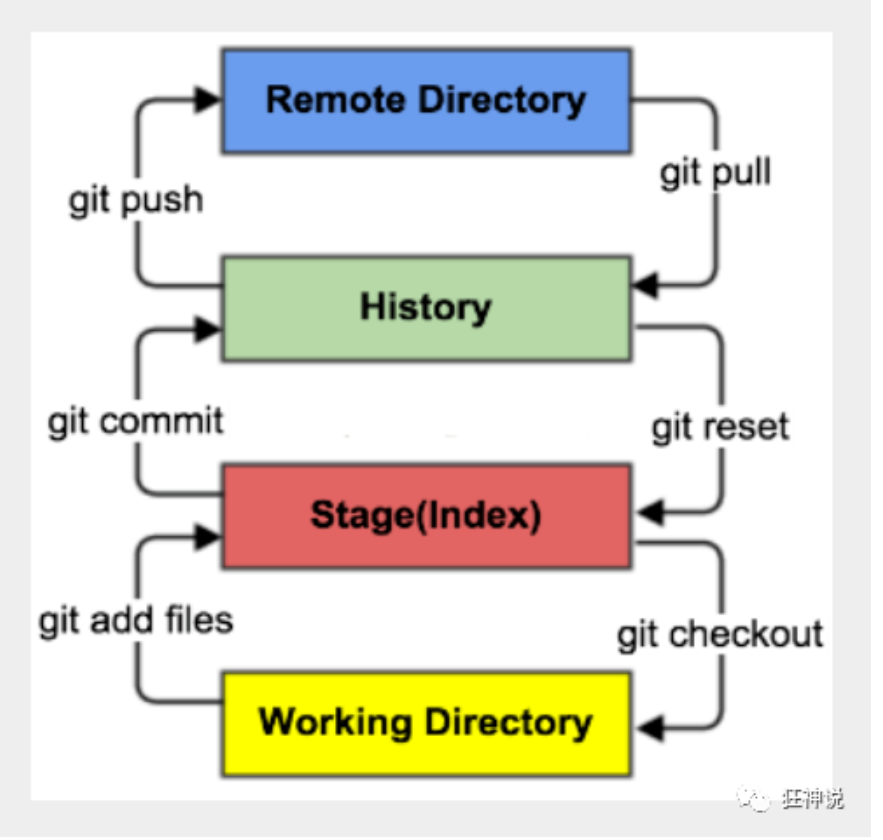 Remote Directory
git pull
git push
History
git commit
git reset
Stage(Index)
git add files
git checkout
Working Directory
狂神说